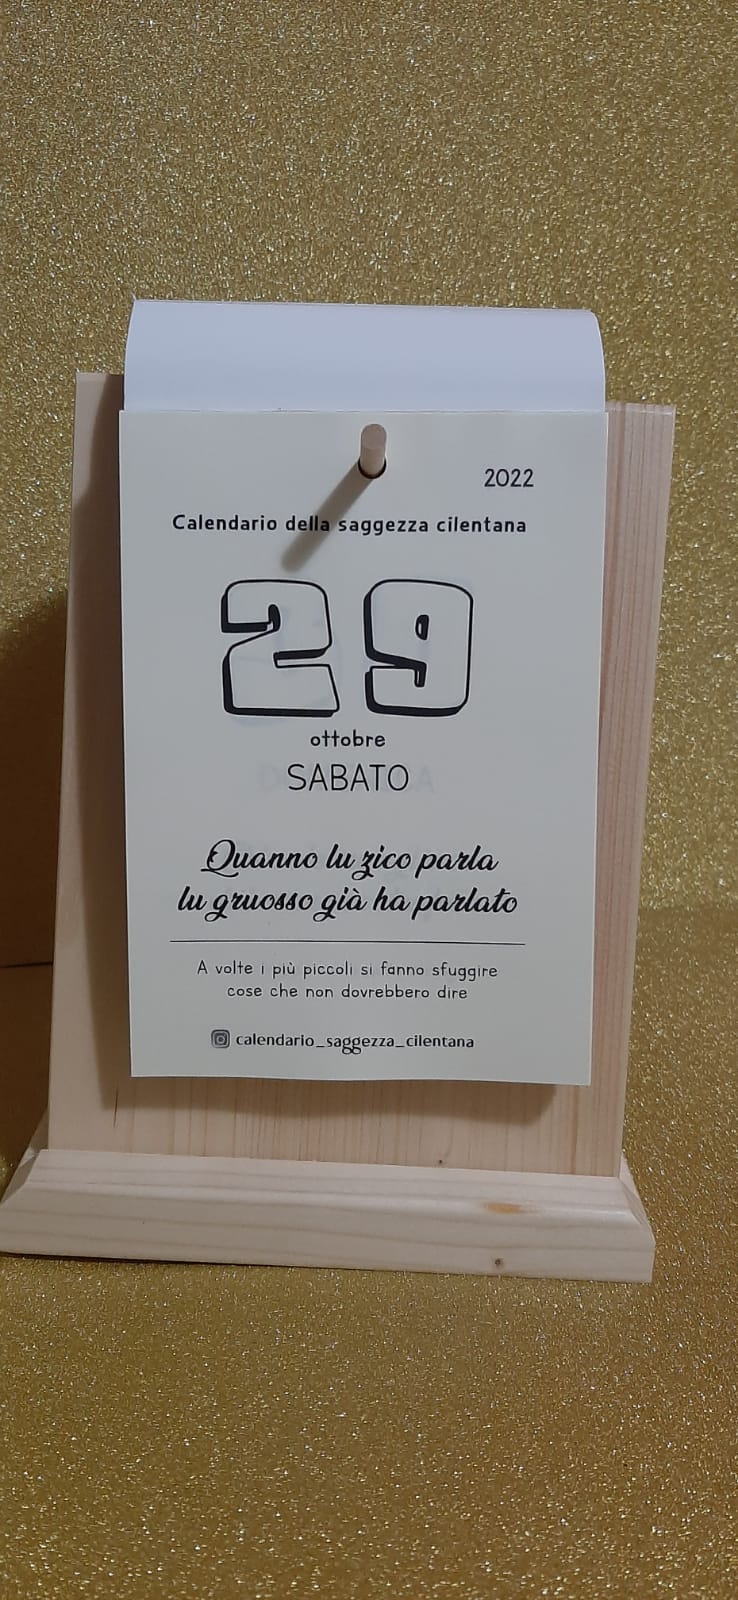 2022
Calendario della saggezza cilentana
29
ottobre
SABATO
Quanno lu zico parla
lu gruosso già ha parlato
A volte i più piccoli si fanno sfuggire
cose che non dovrebbero dire
calendario_saggezza_cilentana